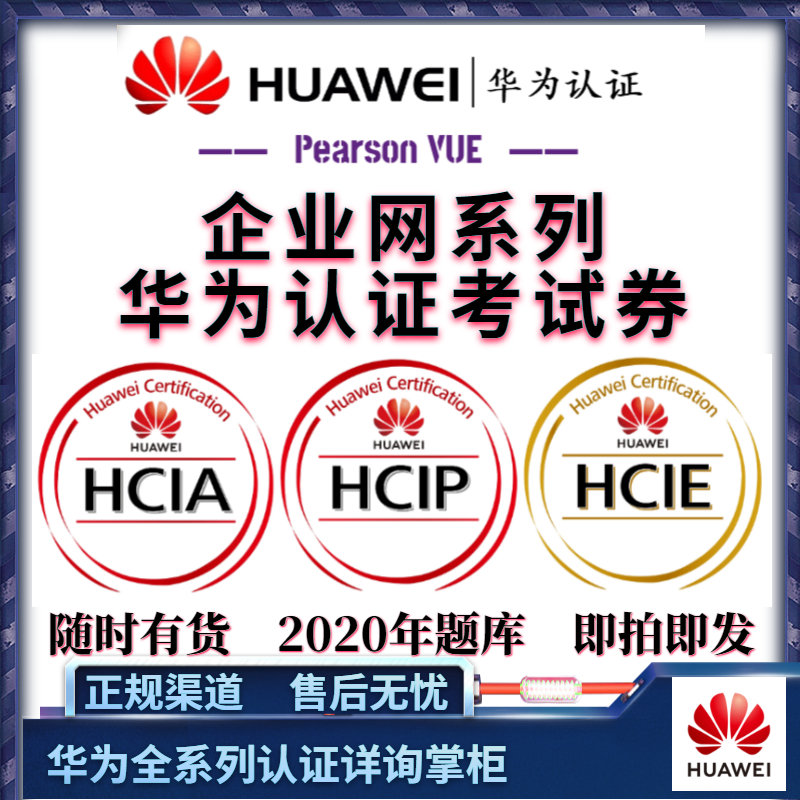 HUAWEI | 华为认证
—— Pearson VUE ——
企业网系列
华为认证考试券
Huawei Certification
HUAWEI
HCIA
Huawei Certification
HUAWEI
HCIP
Huawei Certification
HUAWEI
HCIE
随时有货 2020年题库 即拍即发
正规渠道 售后无忧
华为全系列认证详询掌柜
HUAWEI